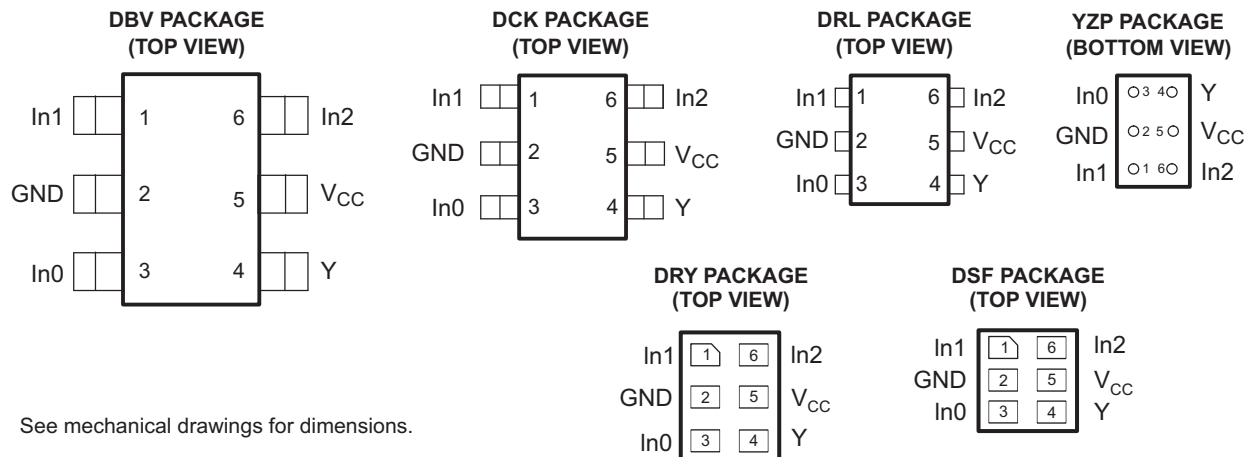 DBV PACKAGE
(TOP VIEW)
In1 1 6 In2
GND 2 5 VCC
In0 3 4 Y
DCK PACKAGE
(TOP VIEW)
In1 1 6 In2
GND 2 5 VCC
In0 3 4 Y
DRL PACKAGE
(TOP VIEW)
In1 1 6 In2
GND 2 5 VCC
In0 3 4 Y
YZP PACKAGE
(BOTTOM VIEW)
In0 3 4 Y
GND 2 5 VCC
In1 1 6 In2
DRY PACKAGE
(TOP VIEW)
In1 1 6 In2
GND 2 5 VCC
In0 3 4 Y
DSF PACKAGE
(TOP VIEW)
In1 1 6 In2
GND 2 5 VCC
In0 3 4 Y
See mechanical drawings for dimensions.